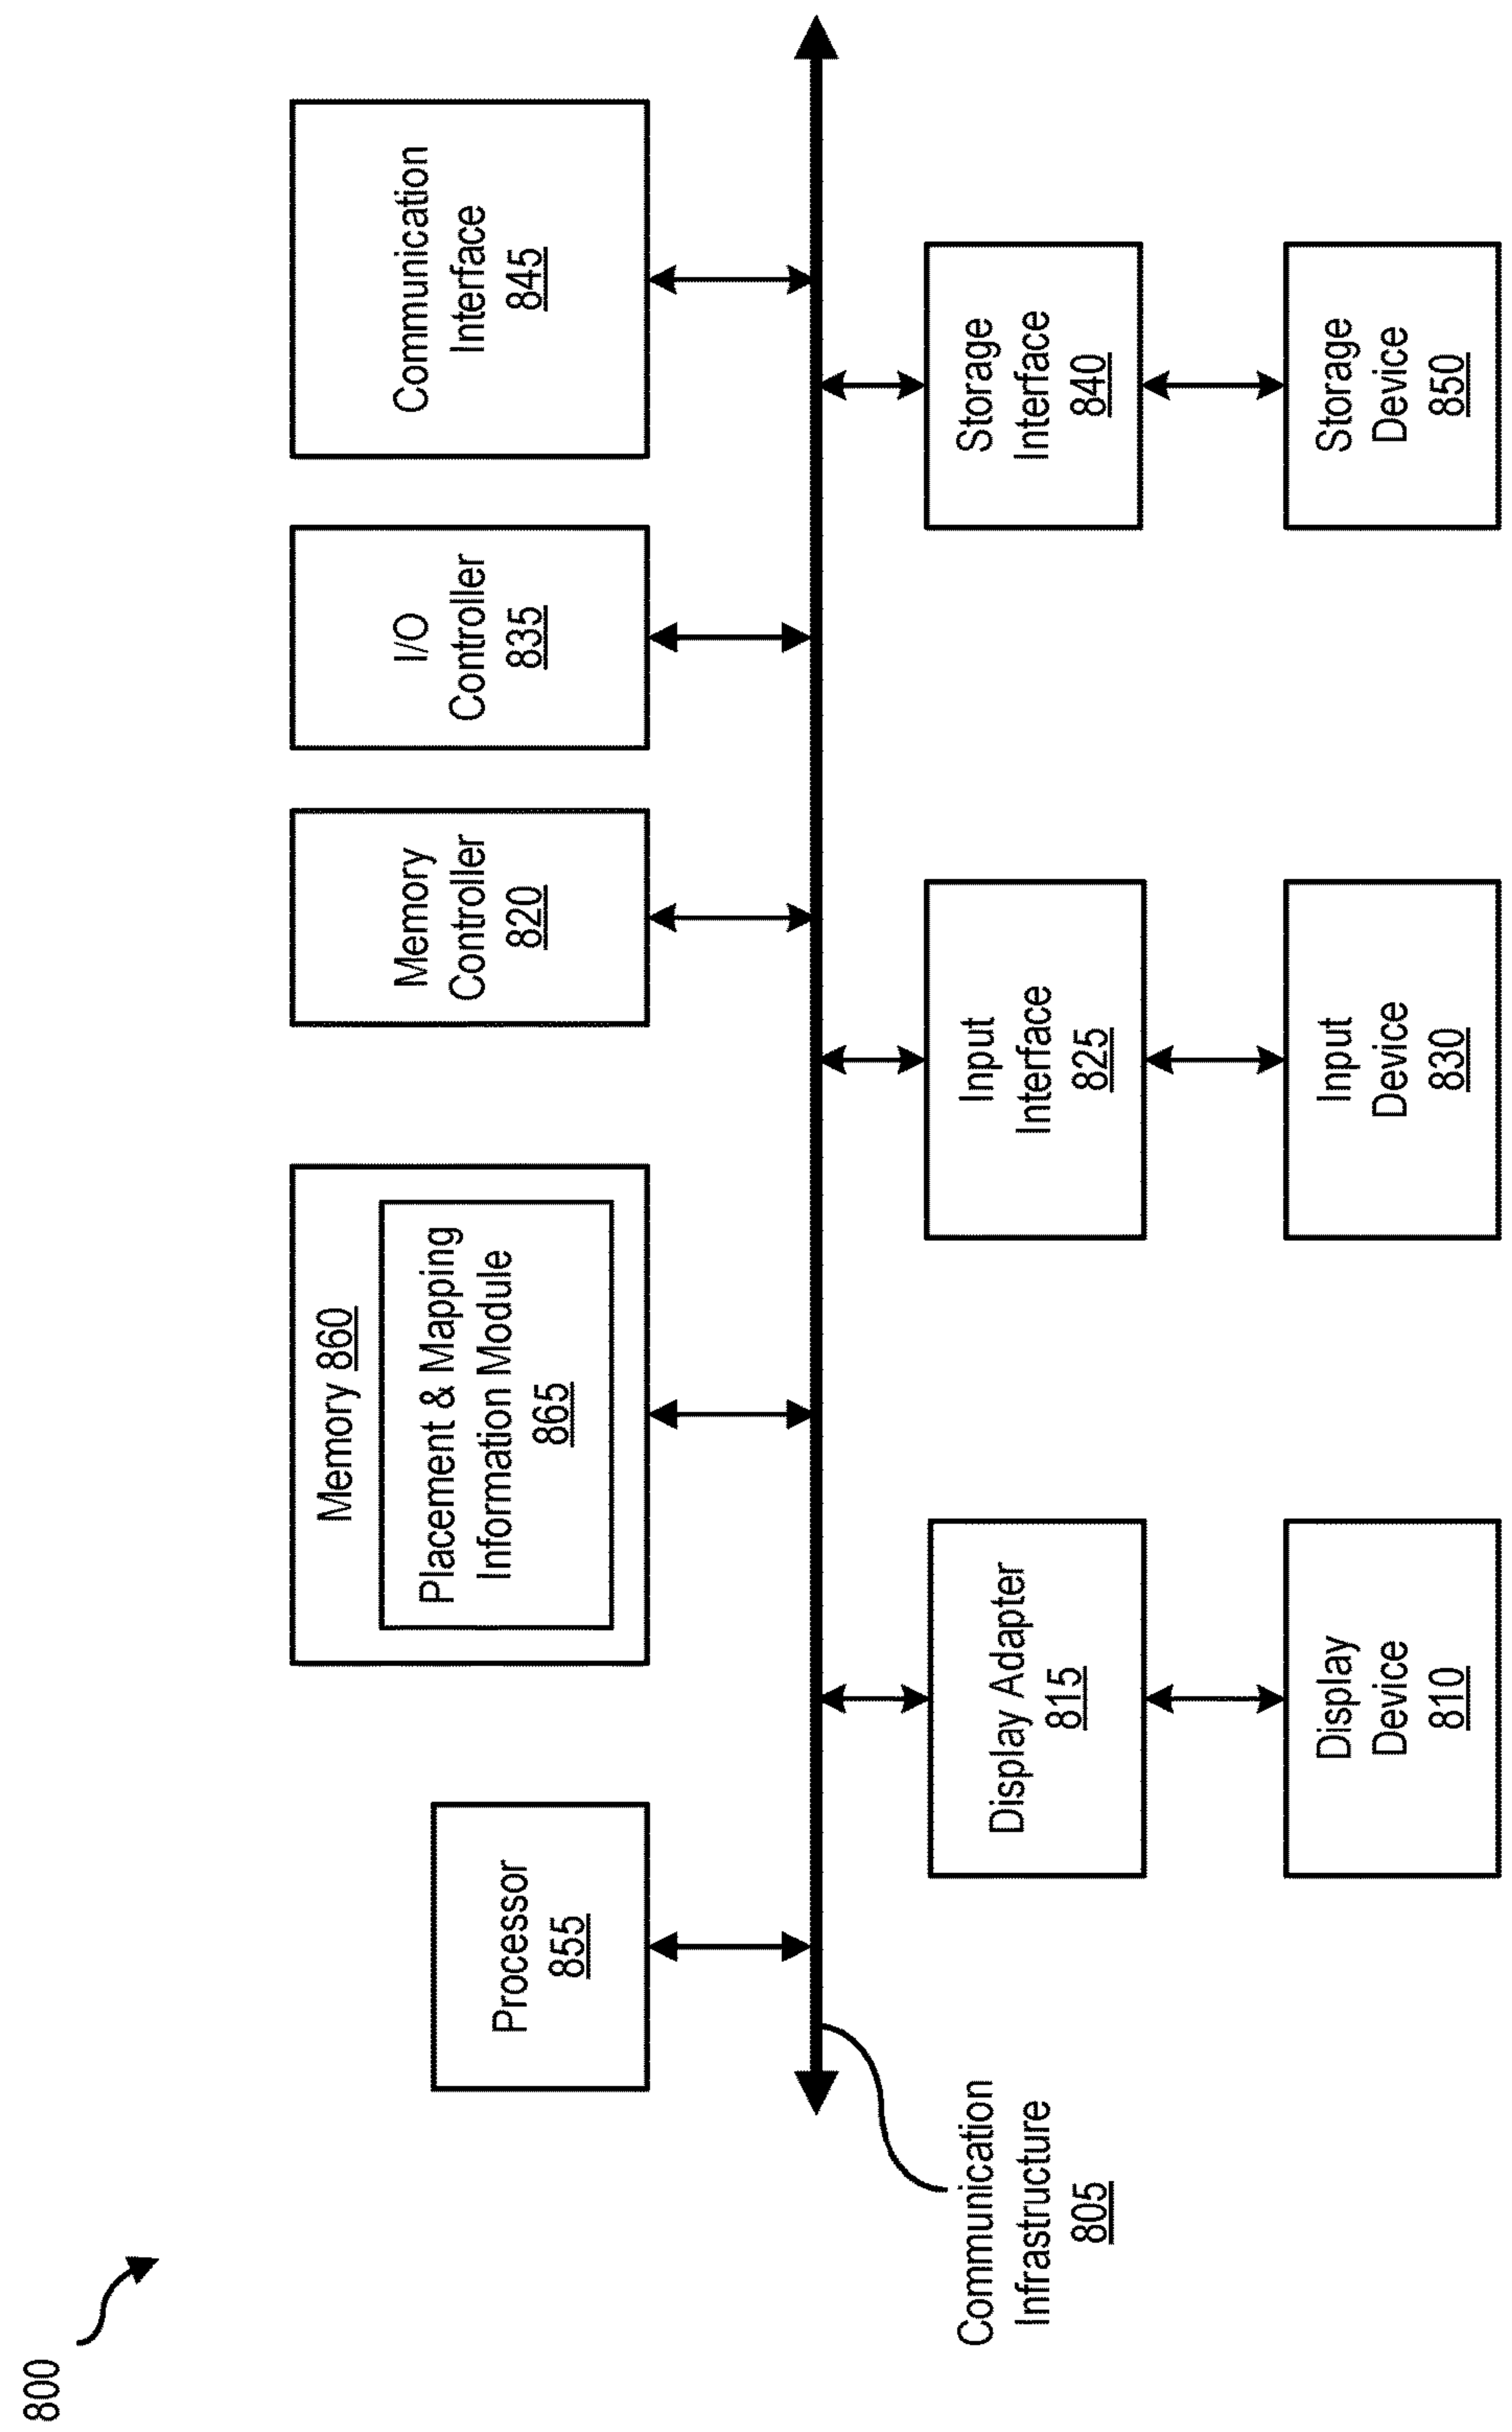 800
Processor
855
Memory 860
Placement & Mapping
Information Module
865
Memory
Controller
820
I/O
Controller
835
Communication
Interface
845
Communication
Infrastructure
805
Display Adapter
815
Input
Interface
825
Storage
Interface
840
Display
Device
810
Input
Device
830
Storage
Device
850